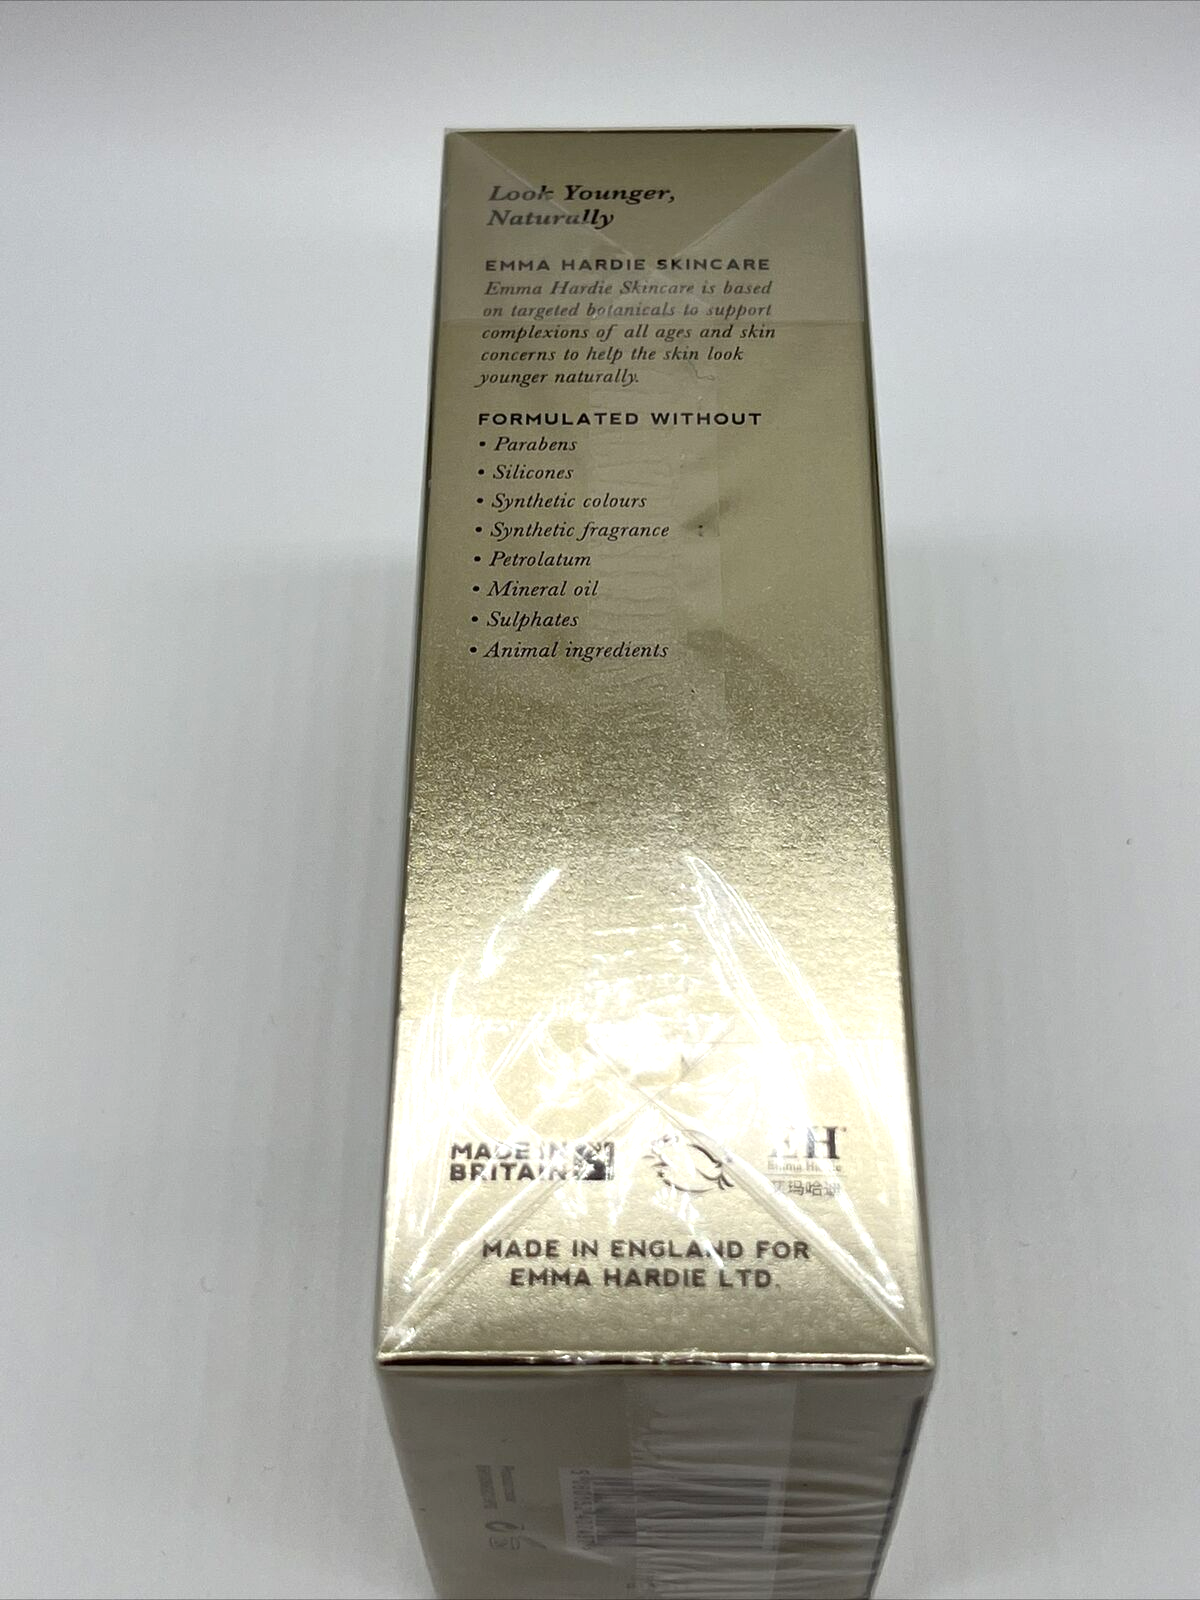 Look Younger,
Naturally
EMMA HARDIE SKINCARE
Emma Hardie Skincare is based
on targeted botanicals to support
complexions of all ages and skin
concerns to help the skin look
younger naturally.
FORMULATED WITHOUT
• Parabens
• Silicones
• Synthetic colours
• Synthetic fragrance
• Petrolatum
• Mineral oil
• Sulphates
• Animal ingredients
MADE IN
BRITAIN
EH
Emma Hardie
艾玛哈迪
MADE IN ENGLAND FOR
EMMA HARDIE LTD.